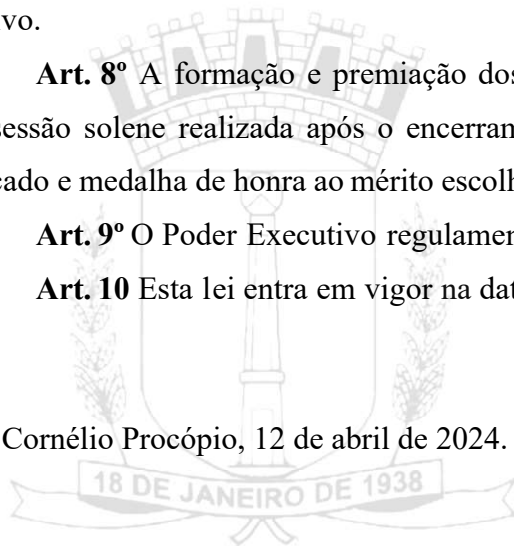 vo.
Art. 8º A formação e premiação dos
sessão solene realizada após o encerram
cado e medalha de honra ao mérito escolh
Art. 9º O Poder Executivo regulamen
Art. 10 Esta lei entra em vigor na dat
Cornélio Procópio, 12 de abril de 2024.
18 DE JANEIRO DE 1938